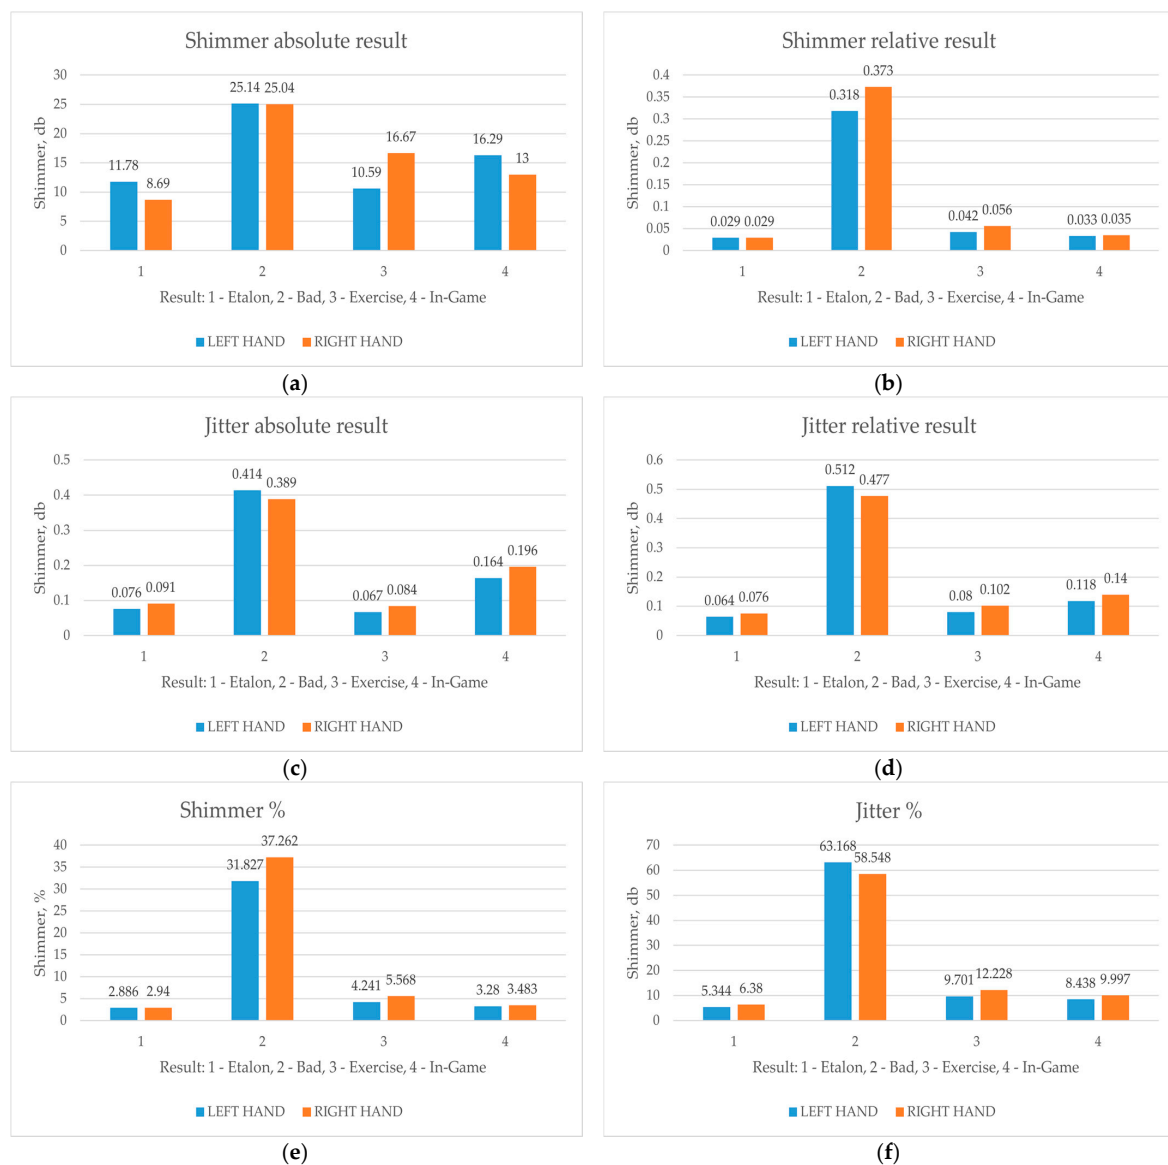 Shimmer absolute result
30
25
20
15
10
5
0
Shimmer, db
11.78
8.69
25.14
25.04
10.59
16.67
16.29
13
1 2 3 4
Result: 1 - Etalon, 2 - Bad, 3 - Exercise, 4 - In-Game
LEFT HAND RIGHT HAND
(a)
Shimmer relative result
0.4
0.35
0.3
0.25
0.2
0.15
0.1
0.05
0
Shimmer, db
0.029
0.029
0.318
0.373
0.042
0.056
0.033
0.035
1 2 3 4
Result: 1 - Etalon, 2 - Bad, 3 - Exercise, 4 - In-Game
LEFT HAND RIGHT HAND
(b)
Jitter absolute result
0.5
0.4
0.3
0.2
0.1
0
Shimmer, db
0.076
0.091
0.414
0.389
0.067
0.084
0.164
0.196
1 2 3 4
Result: 1 - Etalon, 2 - Bad, 3 - Exercise, 4 - In-Game
LEFT HAND RIGHT HAND
(c)
Jitter relative result
0.6
0.5
0.4
0.3
0.2
0.1
0
Shimmer, db
0.064
0.076
0.512
0.477
0.08
0.102
0.118
0.14
1 2 3 4
Result: 1 - Etalon, 2 - Bad, 3 - Exercise, 4 - In-Game
LEFT HAND RIGHT HAND
(d)
Shimmer %
40
35
30
25
20
15
10
5
0
Shimmer, %
2.886
2.94
31.827
37.262
4.241
5.568
3.28
3.483
1 2 3 4
Result: 1 - Etalon, 2 - Bad, 3 - Exercise, 4 - In-Game
LEFT HAND RIGHT HAND
(e)
Jitter %
70
60
50
40
30
20
10
0
Shimmer, db
5.344
6.38
63.168
58.548
9.701
12.228
8.438
9.997
1 2 3 4
Result: 1 - Etalon, 2 - Bad, 3 - Exercise, 4 - In-Game
LEFT HAND RIGHT HAND
(f)